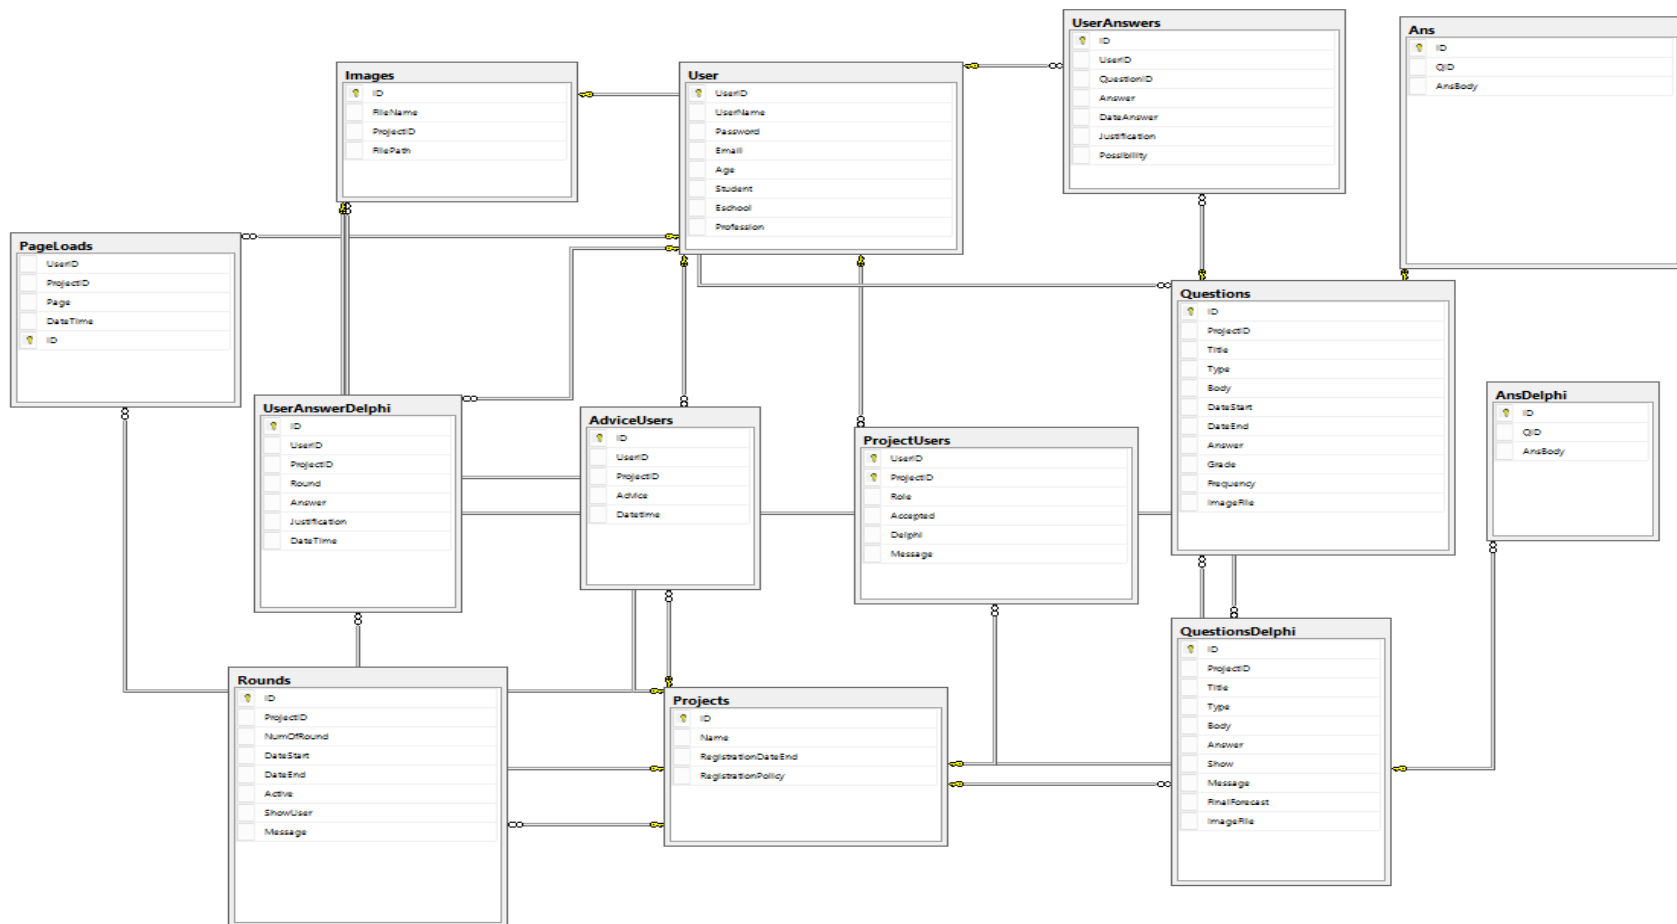 UserAnswers
ID
UserID
QuestionID
Answer
DateAnswer
Justification
Possibility
Ans
ID
QID
AnsBody
Images
ID
FileName
ProjectID
FilePath
User
UserID
UserName
Password
Email
Age
Student
Eschool
Profession
PageLoads
UserID
ProjectID
Page
DateTime
ID
Questions
ID
ProjectID
Title
Type
Body
DateStart
DateEnd
Answer
Grade
Frequency
ImageFile
AnsDelphi
ID
QID
AnsBody
UserAnswerDelphi
ID
UserID
ProjectID
Round
Answer
Justification
DateTime
AdviceUsers
ID
UserID
ProjectID
Advice
Datetime
ProjectUsers
UserID
ProjectID
Role
Accepted
Delphi
Message
QuestionsDelphi
ID
ProjectID
Title
Type
Body
Answer
Show
Message
FinalForecast
ImageFile
Rounds
ID
ProjectID
NumOfRound
DateStart
DateEnd
Active
ShowUser
Message
Projects
ID
Name
RegistrationDateEnd
RegistrationPolicy